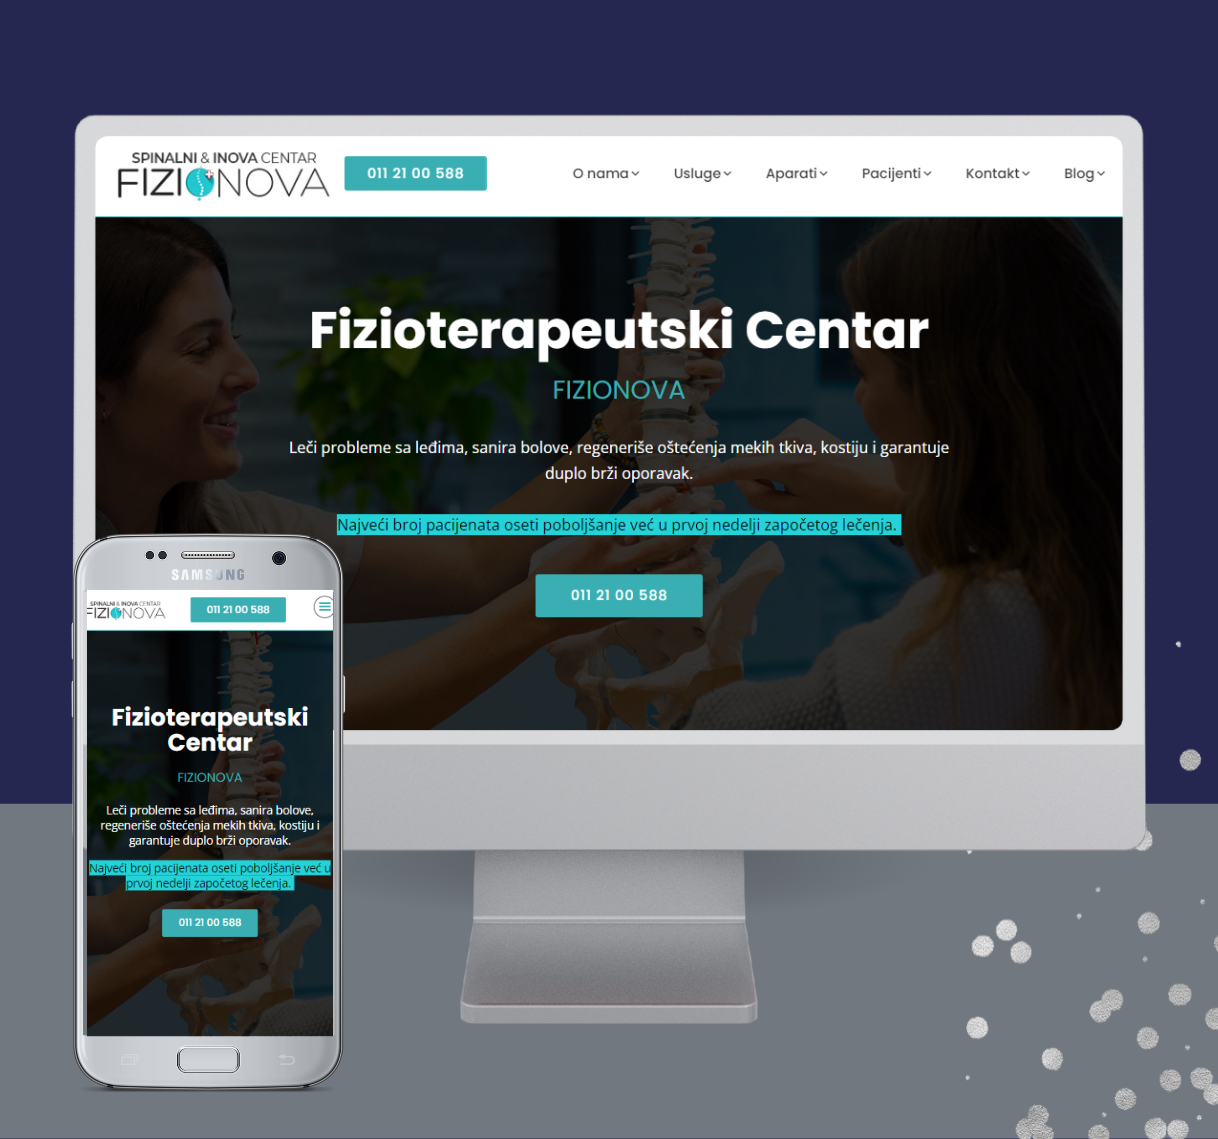 SPINALNI & INOVA CENTAR
FIZIONOVA
011 21 00 588
O nama
Usluge
Aparati
Pacijenti
Kontakt
Blog
Fizioterapeutski Centar
FIZIONOVA
Leči probleme sa leđima, sanira bolove, regeneriše oštećenja mekih tkiva, kostiju i garantuje
duplo brži oporavak.
Najveći broj pacijenata oseti poboljšanje već u prvoj nedelji započetog lečenja.
011 21 00 588
SAMSUNG
SPINALNI & INOVA CENTAR
FIZIONOVA
011 21 00 588
Fizioterapeutski
Centar
FIZIONOVA
Leči probleme sa leđima, sanira bolove,
regeneriše oštećenja mekih tkiva, kostiju i
garantuje duplo brži oporavak.
Najveći broj pacijenata oseti poboljšanje već u
prvoj nedelji započetog lečenja.
011 21 00 588